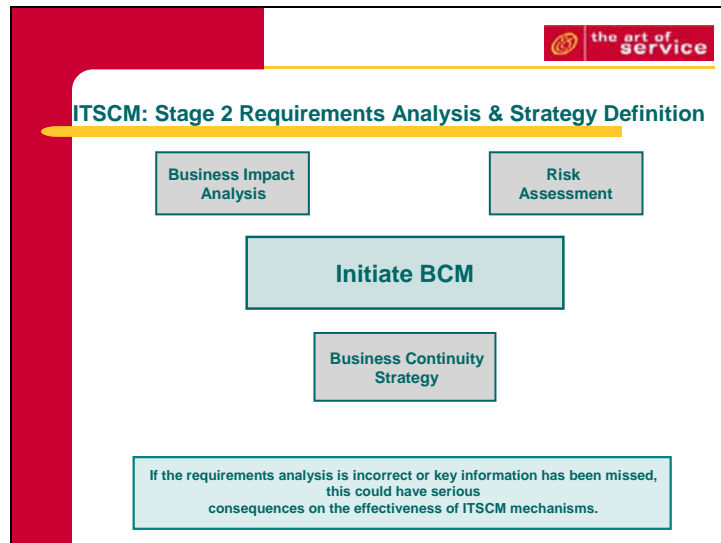 the art of
service
ITSCM: Stage 2 Requirements Analysis & Strategy Definition
Business Impact
Analysis
Risk
Assessment
Initiate BCM
Business Continuity
Strategy
If the requirements analysis is incorrect or key information has been missed,
this could have serious
consequences on the effectiveness of ITSCM mechanisms.